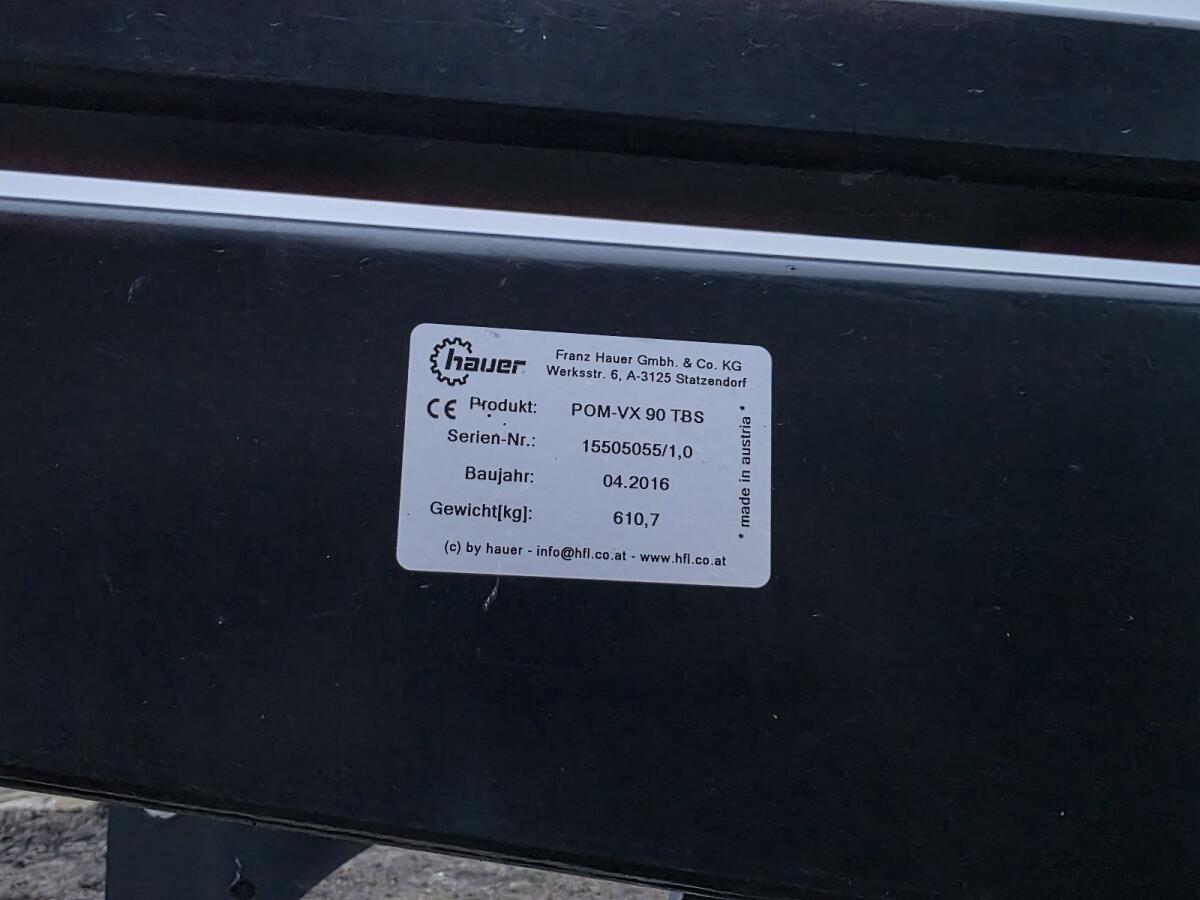 hauer
Franz Hauer Gmbh. & Co. KG
Werksstr. 6, A-3125 Statzendorf
CE Produkt: POM-VX 90 TBS
Serien-Nr.: 15505055/1,0
Baujahr: 04.2016
Gewicht[kg]: 610,7
(c) by hauer - info@hfl.co.at - www.hfl.co.at
* made in austria *